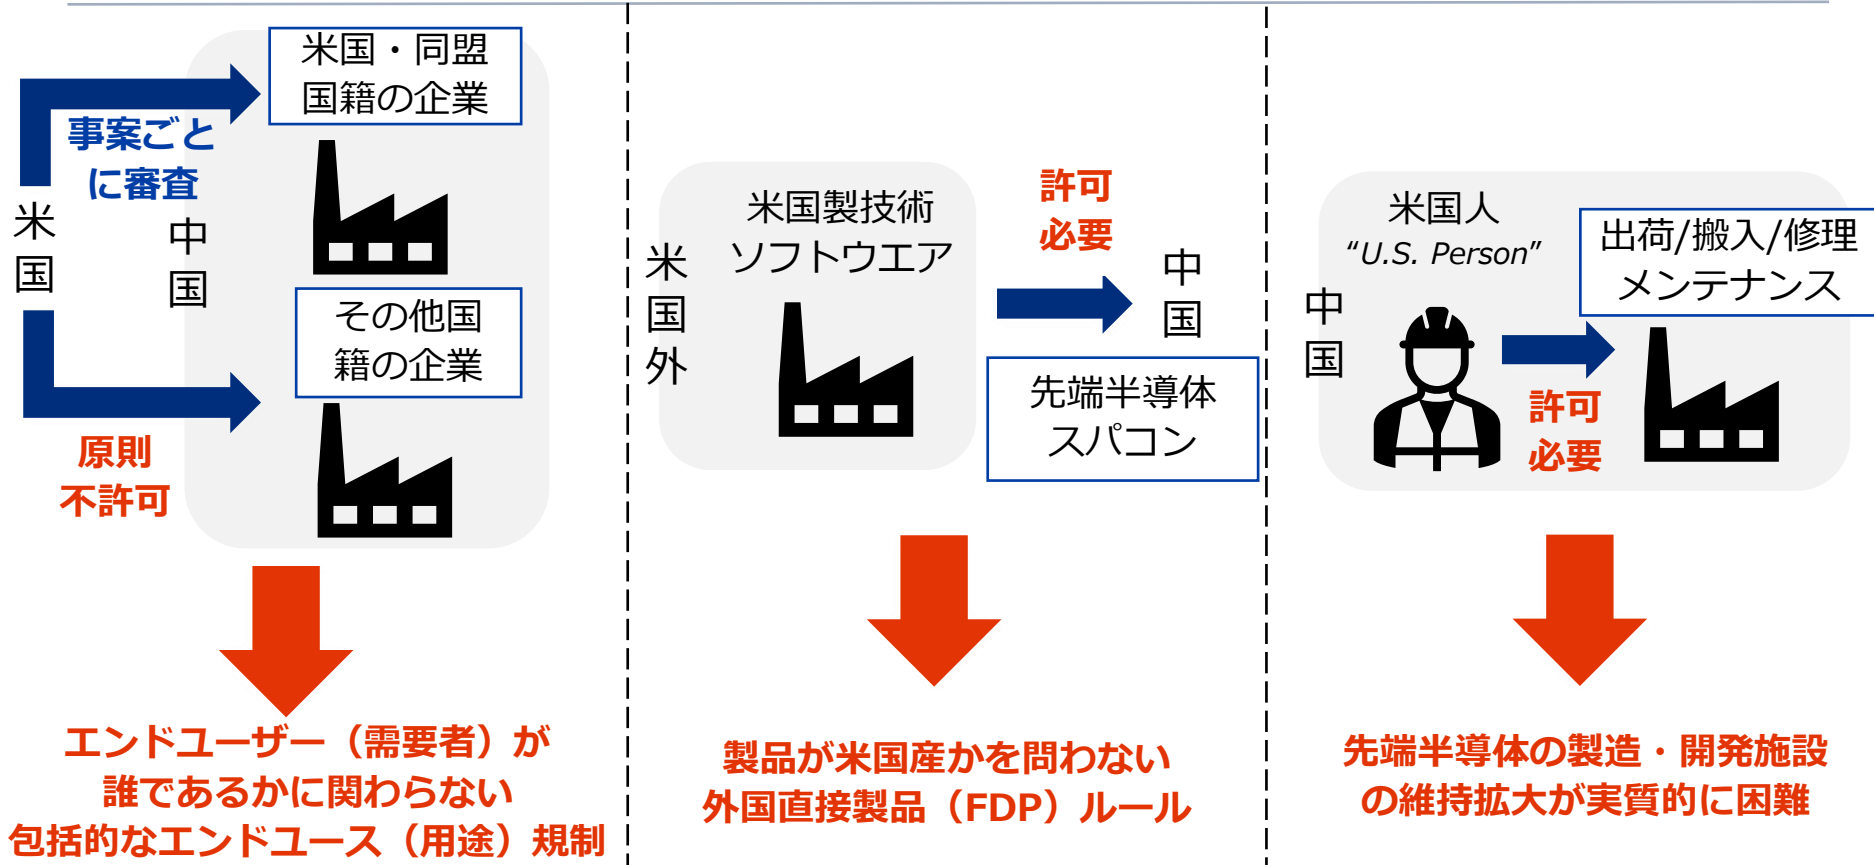 米国・同盟
国籍の企業
事案ごと
に審査
米国
中国
その他国
籍の企業
原則
不許可
エンドユーザー（需要者）が
誰であるかに関わらない
包括的なエンドユース（用途）規制
米国製技術
ソフトウエア
米国外
許可
必要
中国
先端半導体
スパコン
製品が米国産かを問わない
外国直接製品（FDP）ルール
米国人
“U.S. Person”
出荷/搬入/修理
メンテナンス
中国
許可
必要
先端半導体の製造・開発施設
の維持拡大が実質的に困難